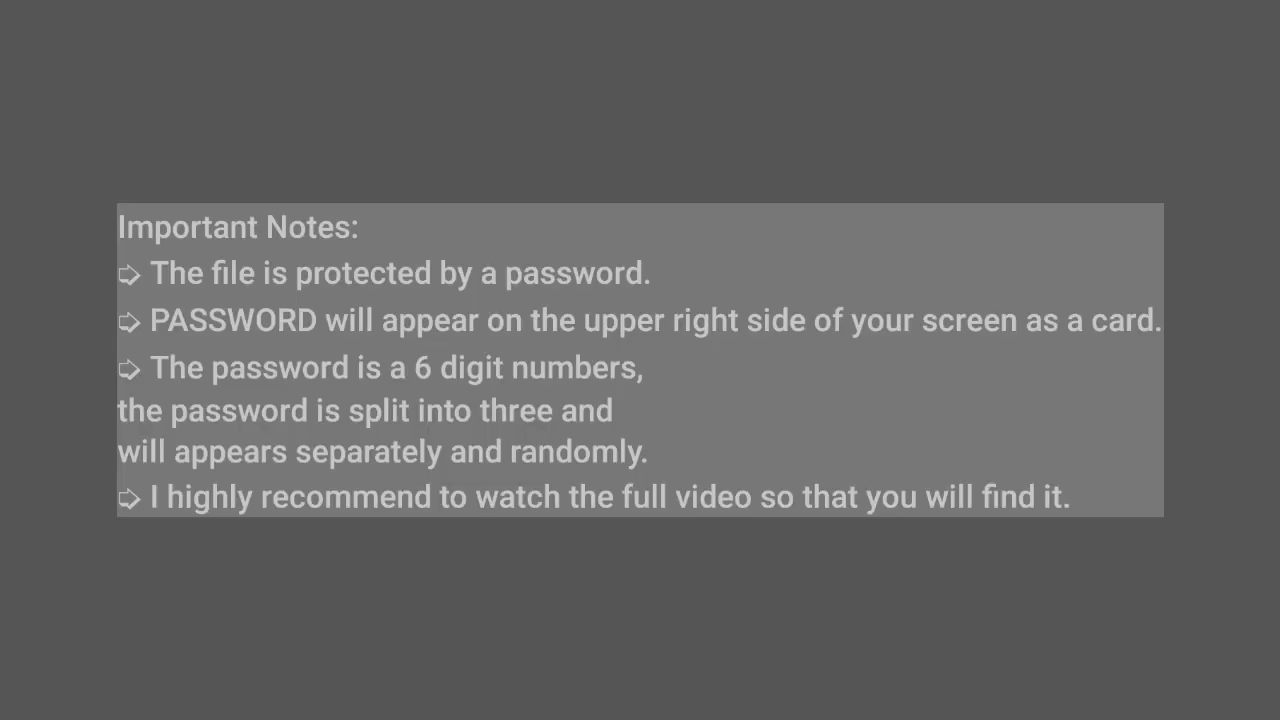 Important Notes:
➩ The file is protected by a password.
➩ PASSWORD will appear on the upper right side of your screen as a card.
➩ The password is a 6 digit numbers,
the password is split into three and
will appears separately and randomly.
➩ I highly recommend to watch the full video so that you will find it.